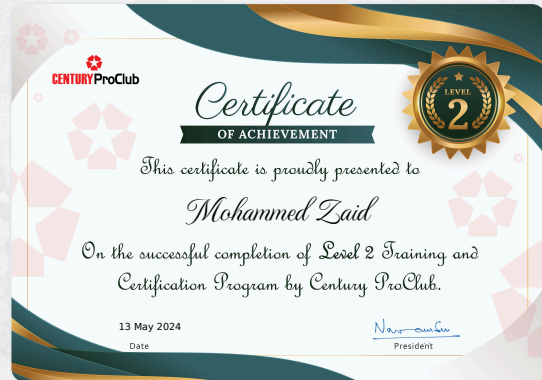 CENTURY ProClub
Certificate
OF ACHIEVEMENT
LEVEL
2
This certificate is proudly presented to
Mohammed Zaid
On the successful completion of Level 2 Training and
Certification Program by Century ProClub.
13 May 2024
Date
President